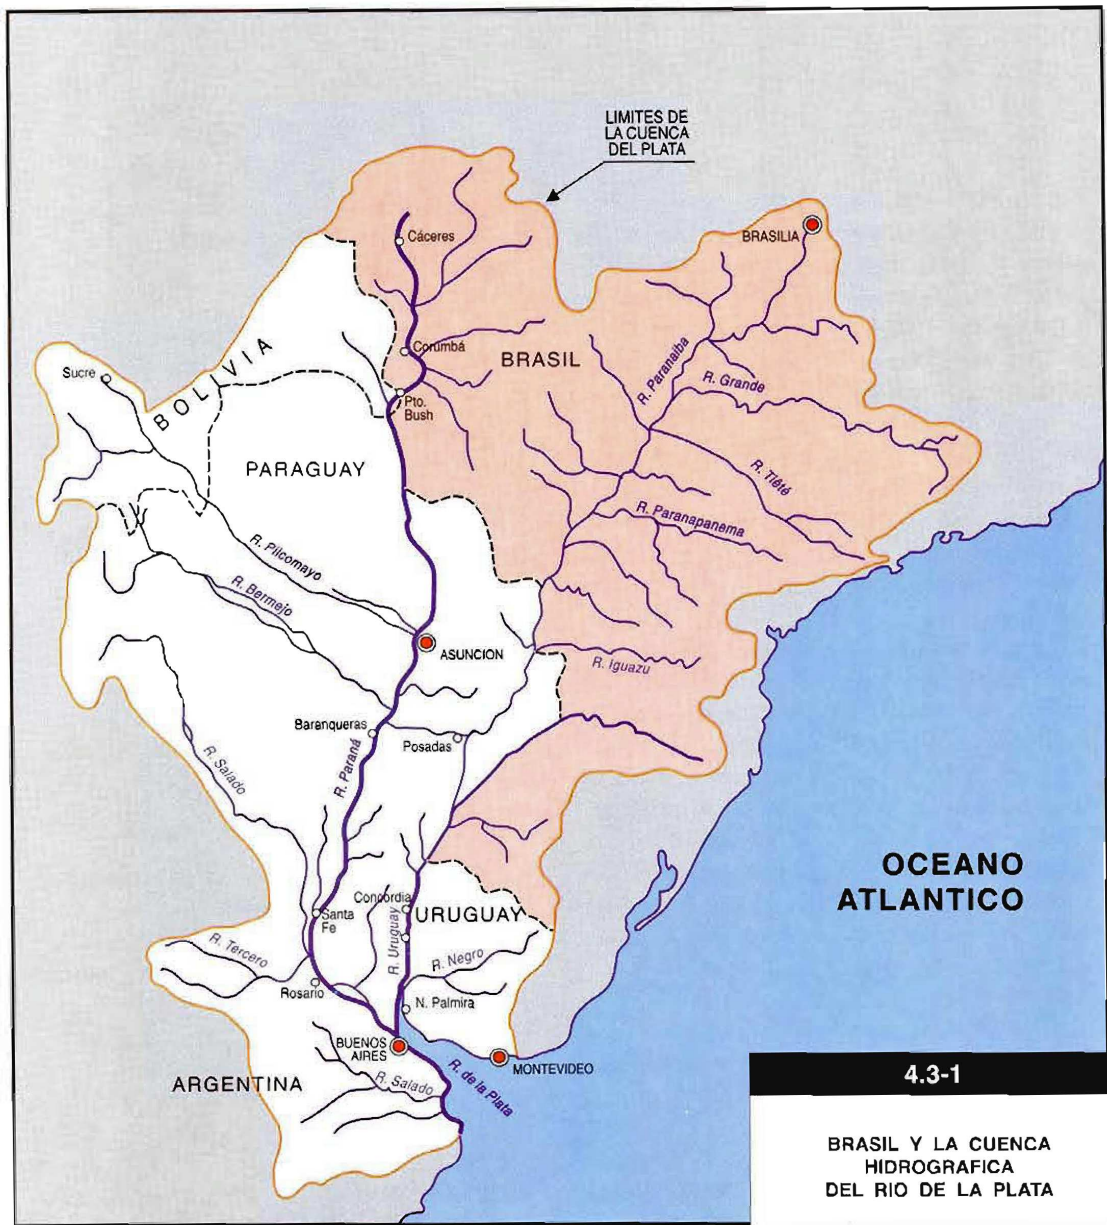 LIMITES DE
LA CUENCA
DEL PLATA
BRASILIA
Cáceres
Corumbá
BRASIL
R. Paranaiba
R. Grande
Sucre
BOLIVIA
Pto.
Bush
PARAGUAY
R. Tiété
R. Paranapanema
R. Pilcomayo
R. Bermejo
ASUNCION
R. Iguazu
Baranqueras
Posadas
R. Salado
R. Paraná
OCEANO
ATLANTICO
Concordia
Santa
Fe
URUGUAY
R. Uruguay
R. Tercero
R. Negro
Rosario
N. Palmira
BUENOS
AIRES
MONTEVIDEO
R. de la Plata
ARGENTINA
R. Salado
4.3-1
BRASIL Y LA CUENCA
HIDROGRAFICA
DEL RIO DE LA PLATA